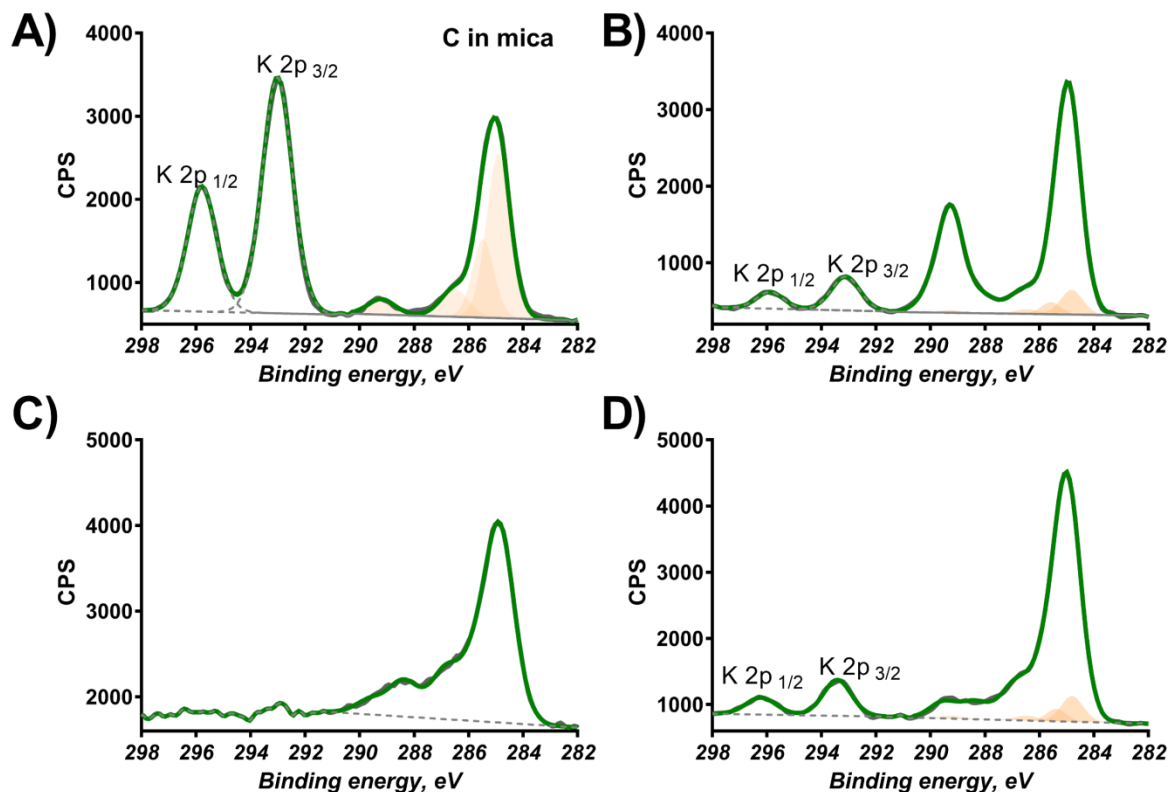 A)
C in mica
K 2p 3/2
K 2p 1/2
CPS
4000
3000
2000
1000
298 296 294 292 290 288 286 284 282
Binding energy, eV
B)
K 2p 1/2
K 2p 3/2
CPS
4000
3000
2000
1000
298 296 294 292 290 288 286 284 282
Binding energy, eV
C)
CPS
5000
4000
3000
2000
298 296 294 292 290 288 286 284 282
Binding energy, eV
D)
K 2p 1/2
K 2p 3/2
CPS
5000
4000
3000
2000
1000
298 296 294 292 290 288 286 284 282
Binding energy, eV